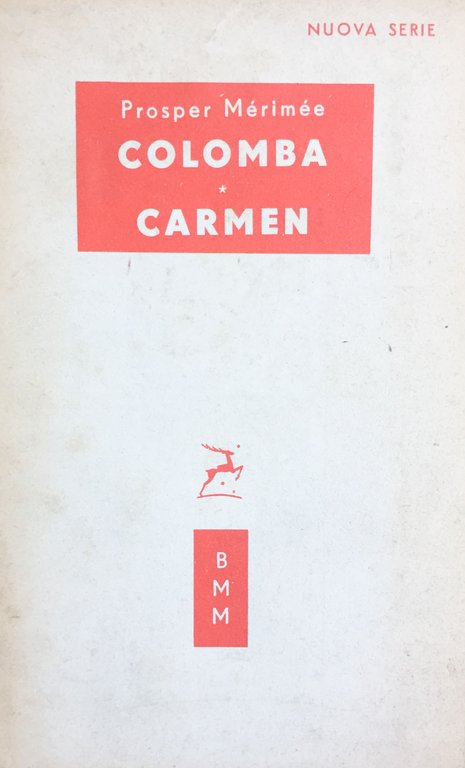 NUOVA SERIE
Prosper Mérimée
COLOMBA
*
CARMEN
B
M
M